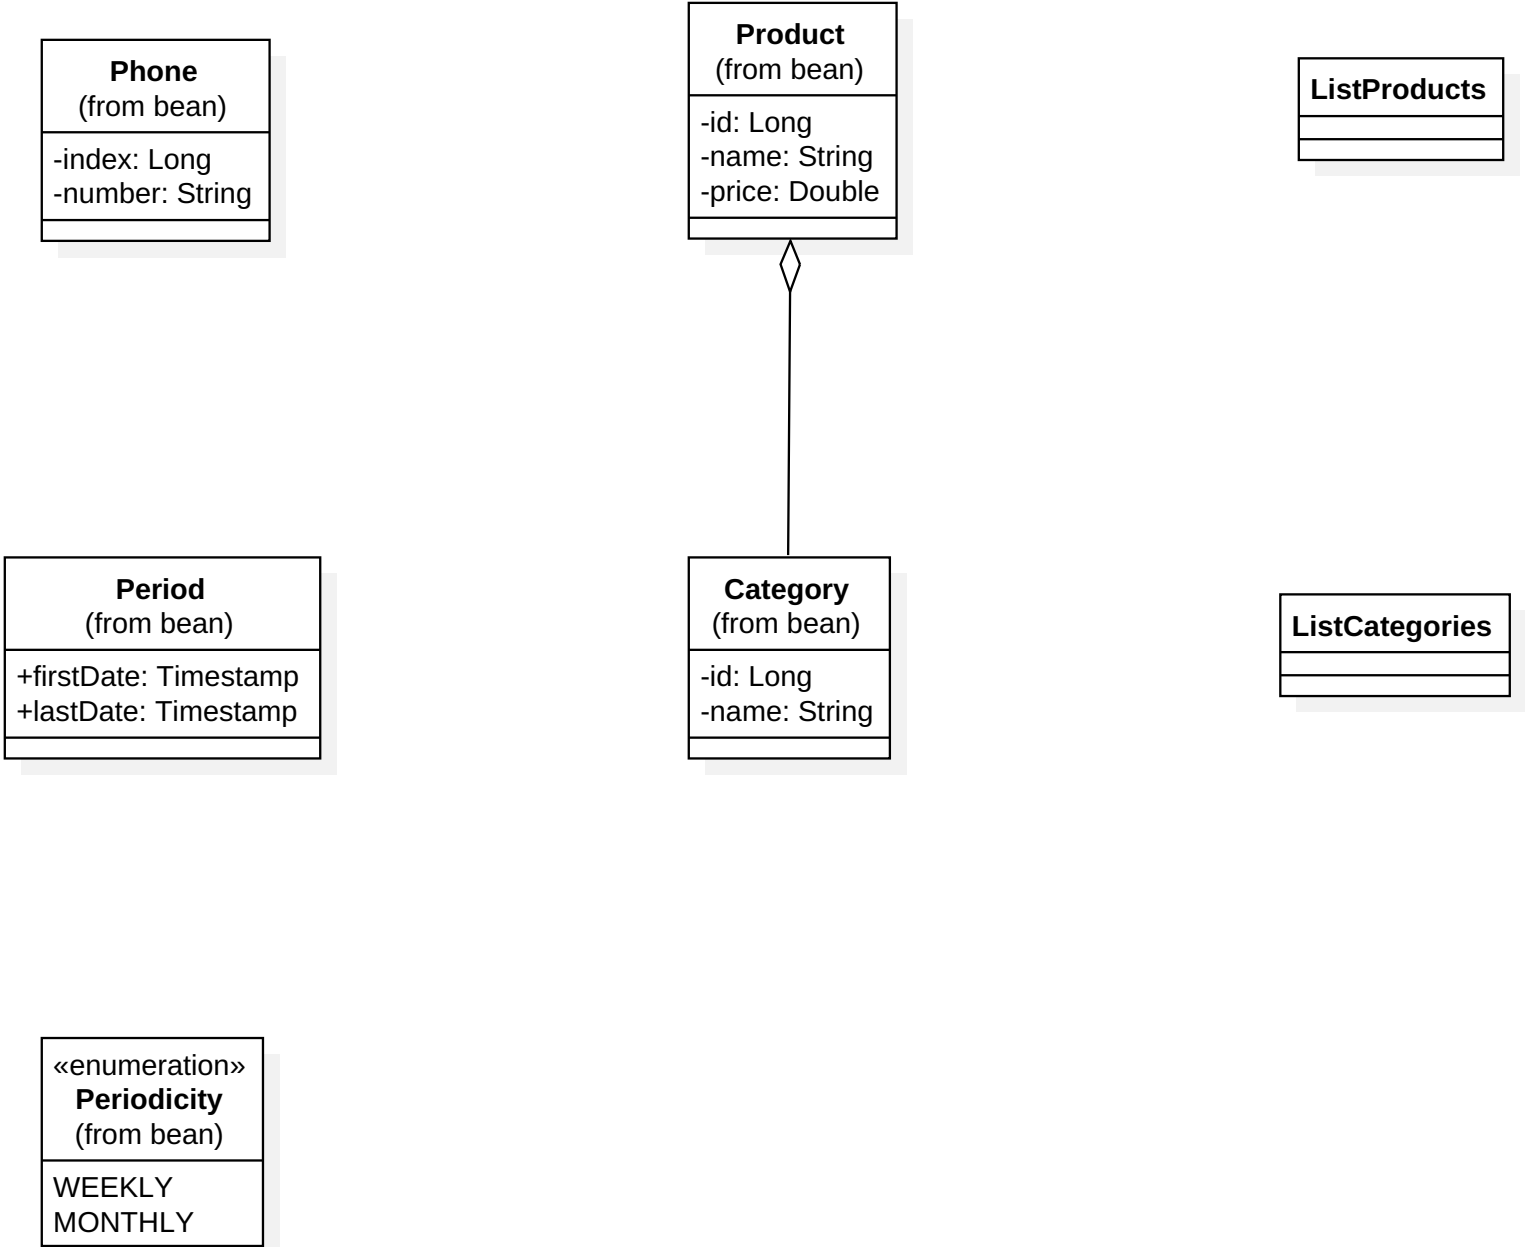 Phone
(from bean)
-index: Long
-number: String
Product
(from bean)
-id: Long
-name: String
-price: Double
ListProducts
Period
(from bean)
+firstDate: Timestamp
+lastDate: Timestamp
Category
(from bean)
-id: Long
-name: String
ListCategories
«enumeration»
Periodicity
(from bean)
WEEKLY
MONTHLY